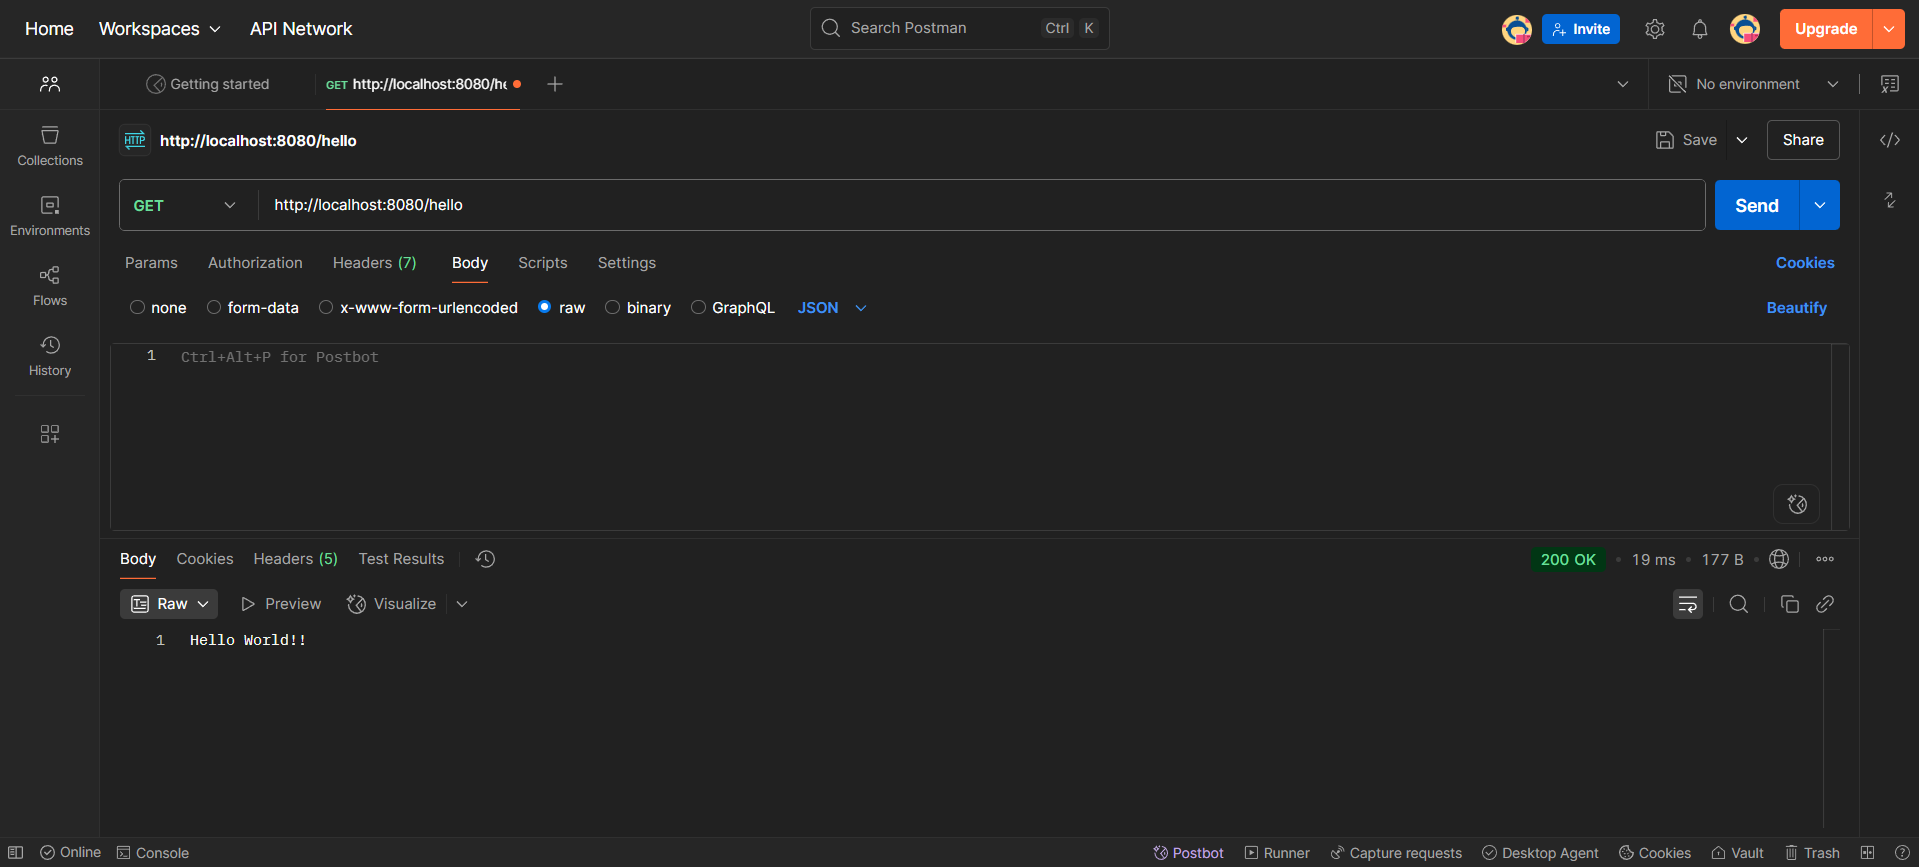 Home Workspaces API Network Search Postman Ctrl K Invite Upgrade
Getting started GET http://localhost:8080/he No environment
HTTP http://localhost:8080/hello Save Share
GET http://localhost:8080/hello Send
Collections
Environments
Flows
History
Params Authorization Headers (7) Body Scripts Settings Cookies
none form-data x-www-form-urlencoded raw binary GraphQL JSON Beautify
1 Ctrl+Alt+P for Postbot
Body Cookies Headers (5) Test Results 200 OK • 19 ms • 177 B •
Raw Preview Visualize
1 Hello World!!
Online Console Postbot Runner Capture requests Desktop Agent Cookies Vault Trash